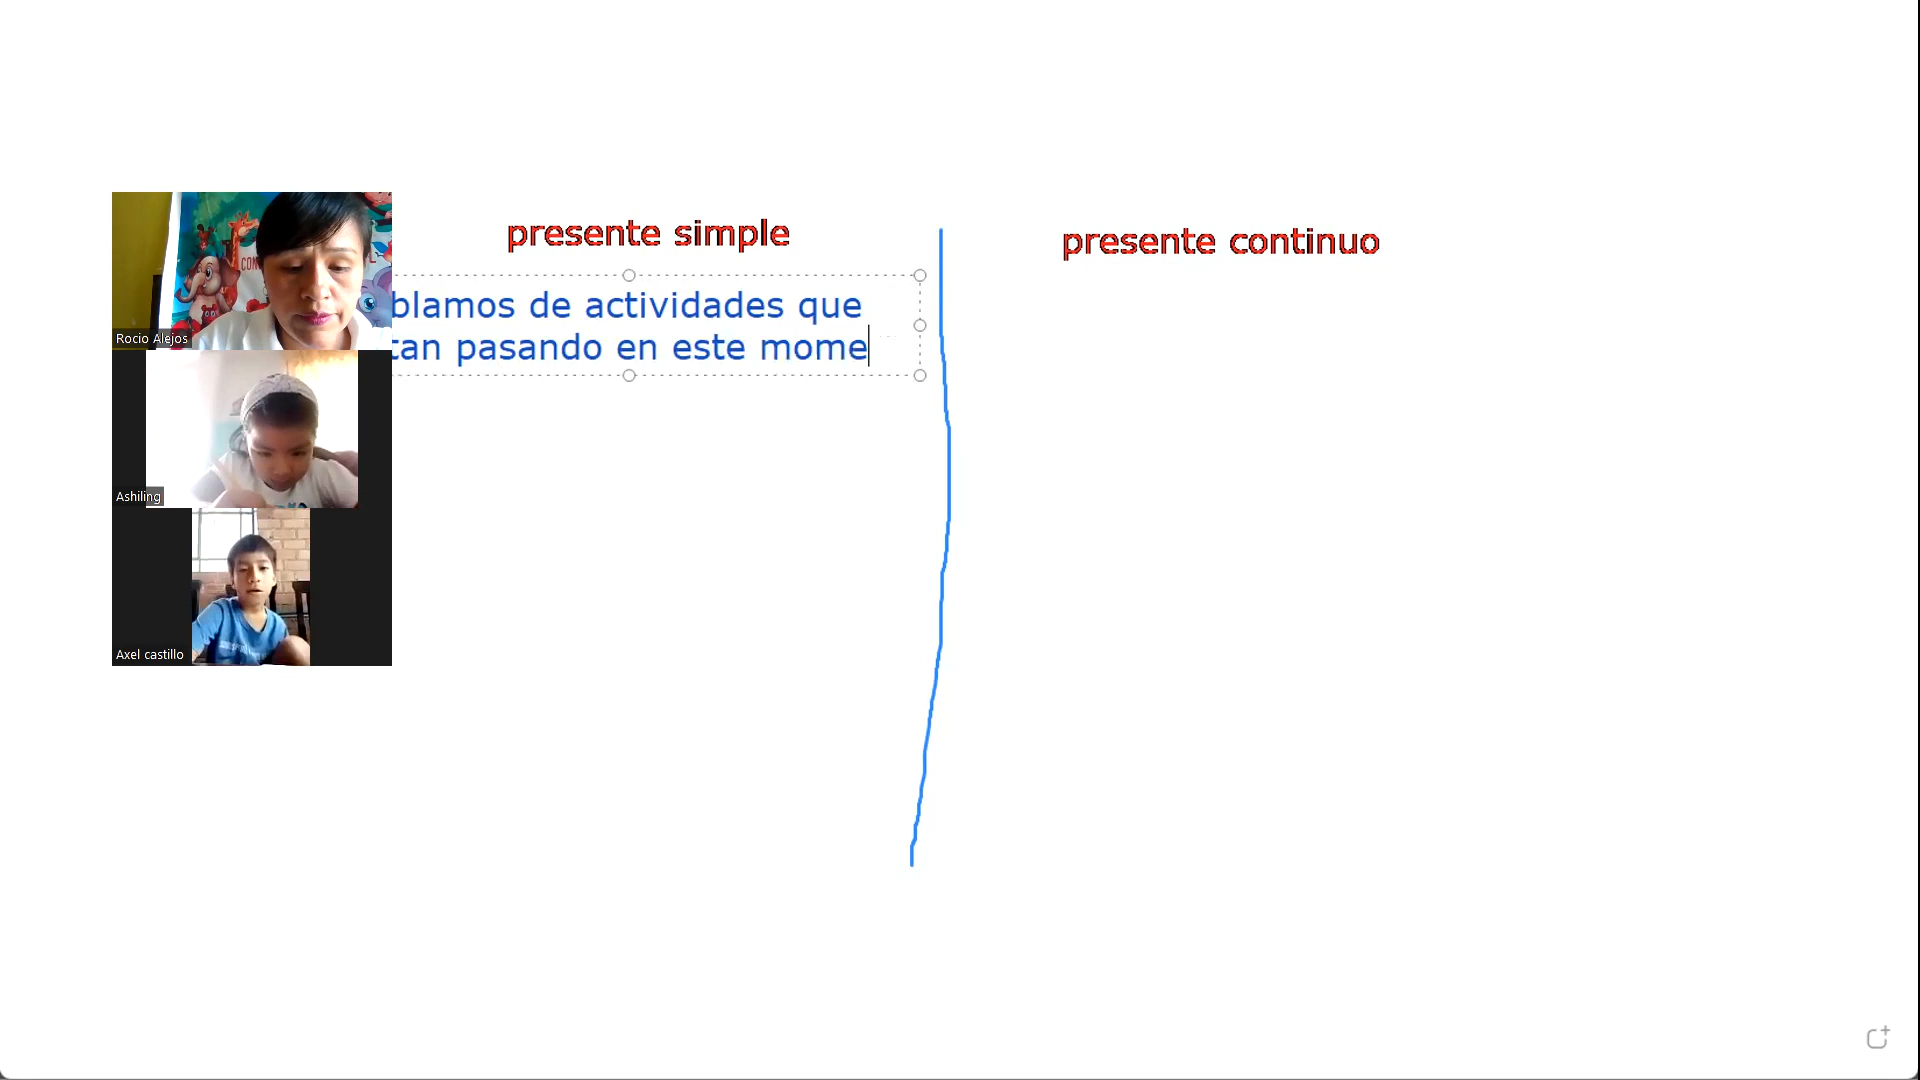 presente simple
presente continuo
blamos de actividades que
tan pasando en este mome
Rocio Alejos
Ashiling
Axel castillo